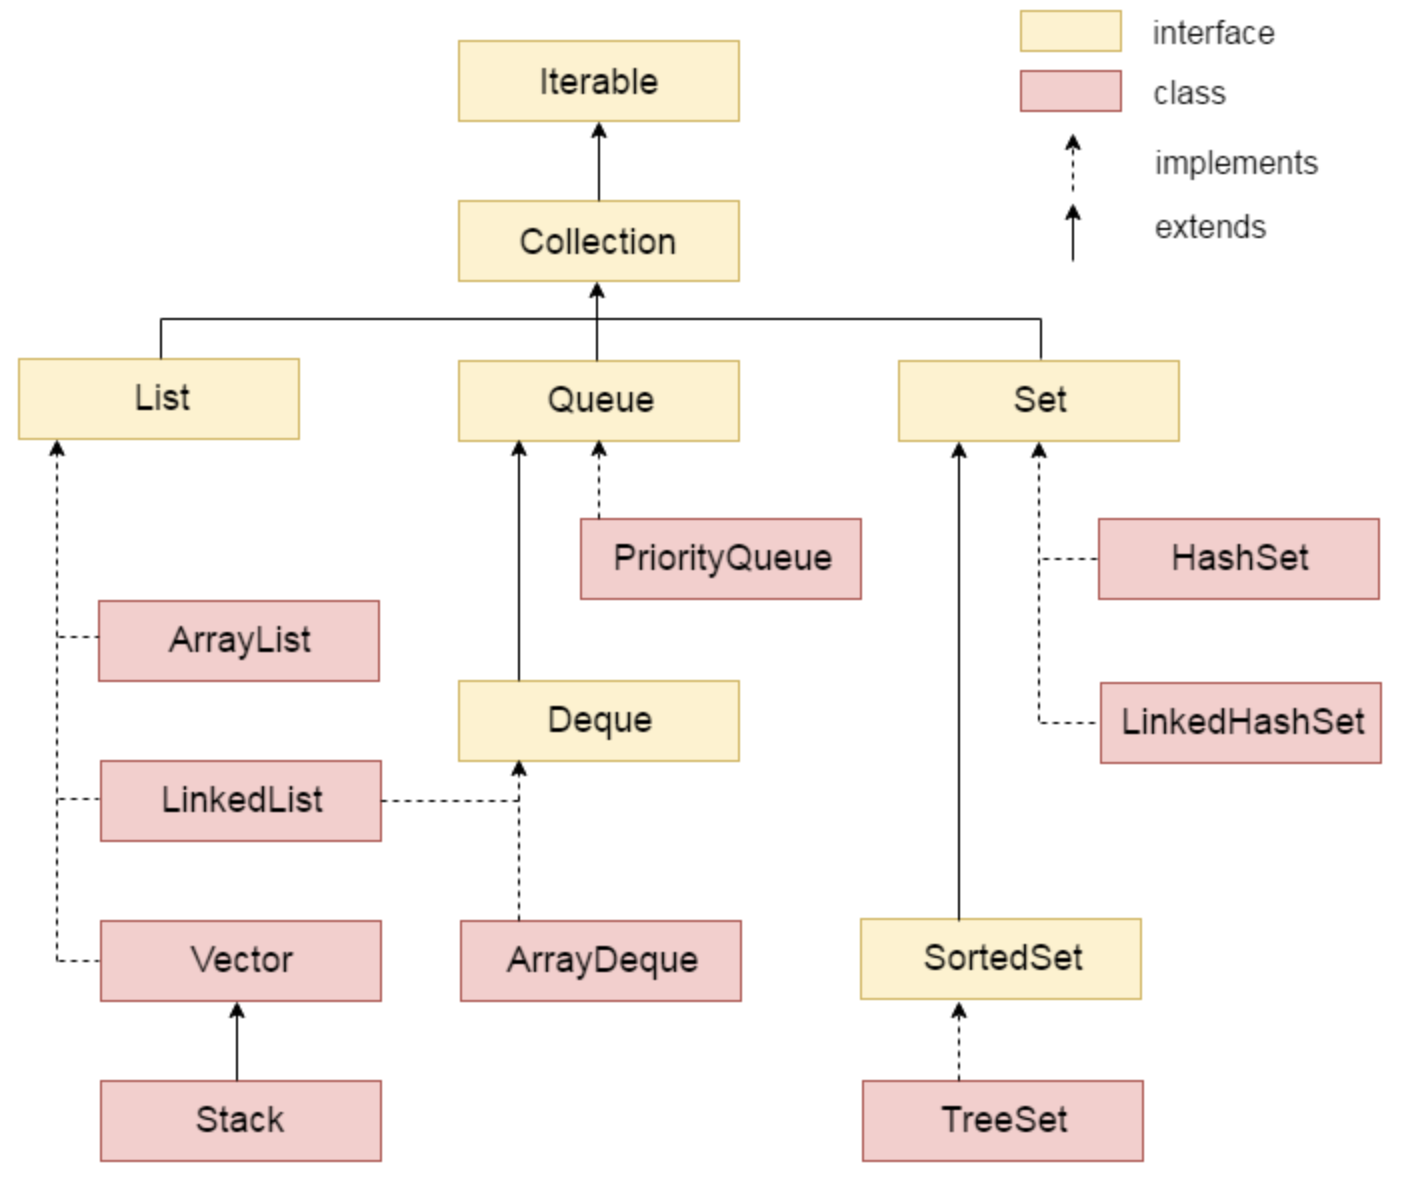 interface
Iterable
class
implements
extends
Collection
List
Queue
Set
PriorityQueue
HashSet
ArrayList
Deque
LinkedHashSet
LinkedList
Vector
ArrayDeque
SortedSet
Stack
TreeSet